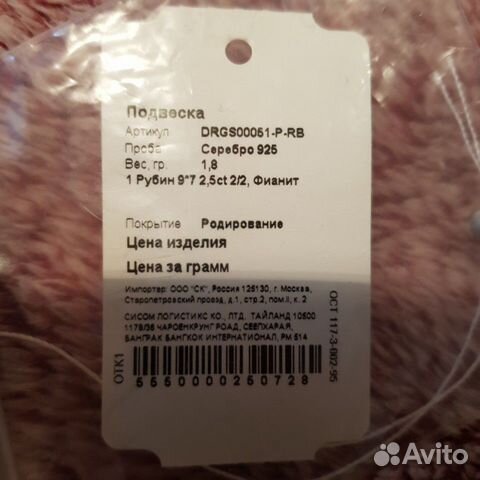 Подвеска
Артикул DRGS00051-P-RB
Проба Серебро 925
Вес, гр. 1,8
1 Рубин 9*7 2,5ct 2/2, Фианит
Покрытие Родирование
Цена изделия
Цена за грамм
Импортер: ООО "СК", Россия 125130, г. Москва,
Старопетровский проезд, д.1, стр.2, пом.II, к. 2
СИСОМ ЛОГИСТИКС КО., ЛТД. ТАЙЛАНД 10500
1178/36 ЧАРОЕНКРУНГ РОАД, СЕЕПХАРАЯ,
БАНГРАК БАНГКОК ИНТЕРНАТИОНАЛ, РМ 514
ОТК1
5550000250728
ОСТ 117-3-002-95
Avito